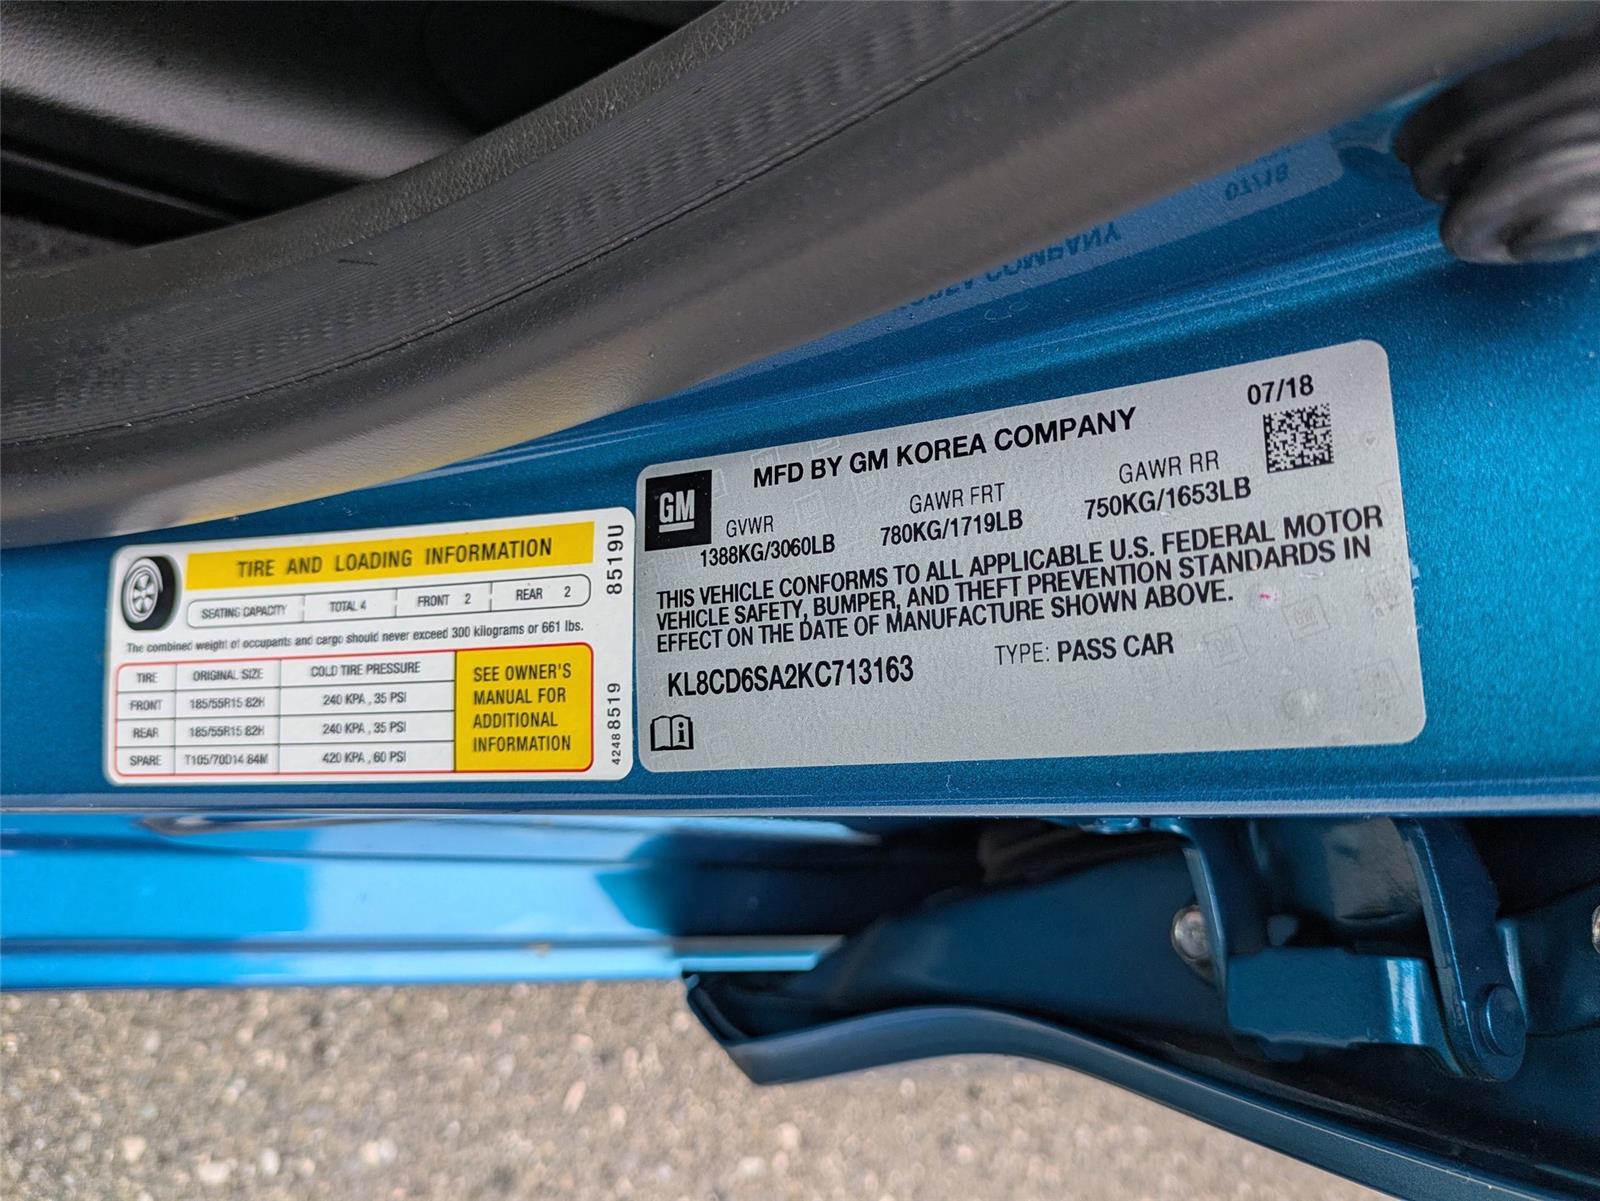 TIRE AND LOADING INFORMATION
SEATING CAPACITY TOTAL 4 FRONT 2 REAR 2
The combined weight of occupants and cargo should never exceed 300 kilograms or 661 lbs.
TIRE ORIGINAL SIZE COLD TIRE PRESSURE
FRONT 185/55R15 82H 240 KPA , 35 PSI
REAR 185/55R15 82H 240 KPA , 35 PSI
SPARE T105/70D14 84M 420 KPA , 60 PSI
SEE OWNER'S
MANUAL FOR
ADDITIONAL
INFORMATION
8519U
42488519
GM
MFD BY GM KOREA COMPANY
07/18
GVWR GAWR FRT GAWR RR
1388KG/3060LB 780KG/1719LB 750KG/1653LB
THIS VEHICLE CONFORMS TO ALL APPLICABLE U.S. FEDERAL MOTOR
VEHICLE SAFETY, BUMPER, AND THEFT PREVENTION STANDARDS IN
EFFECT ON THE DATE OF MANUFACTURE SHOWN ABOVE.
KL8CD6SA2KC713163 TYPE: PASS CAR